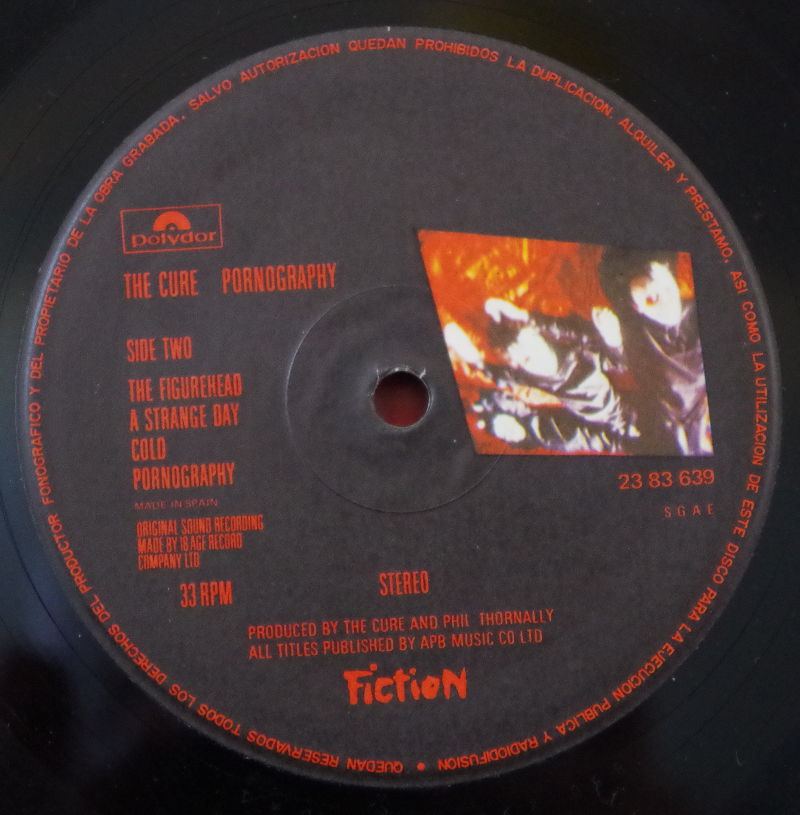 QUEDAN RESERVADOS TODOS LOS DERECHOS DEL PRODUCTOR FONOGRAFICO Y DEL PROPIETARIO DE LA OBRA GRABADA. SALVO AUTORIZACION QUEDAN PROHIBIDOS LA DUPLICACION, ALQUILER Y PRESTAMO, ASI COMO LA UTILIZACION DE ESTE DISCO PARA LA EJECUCION PUBLICA Y RADIODIFUSION •
polydor
THE CURE PORNOGRAPHY
SIDE TWO
THE FIGUREHEAD
A STRANGE DAY
COLD
PORNOGRAPHY
23 83 639
MADE IN SPAIN
S G A E
ORIGINAL SOUND RECORDING
MADE BY 18 AGE RECORD
COMPANY LTD
33 RPM
STEREO
PRODUCED BY THE CURE AND PHIL THORNALLY
ALL TITLES PUBLISHED BY APB MUSIC CO LTD
Fiction